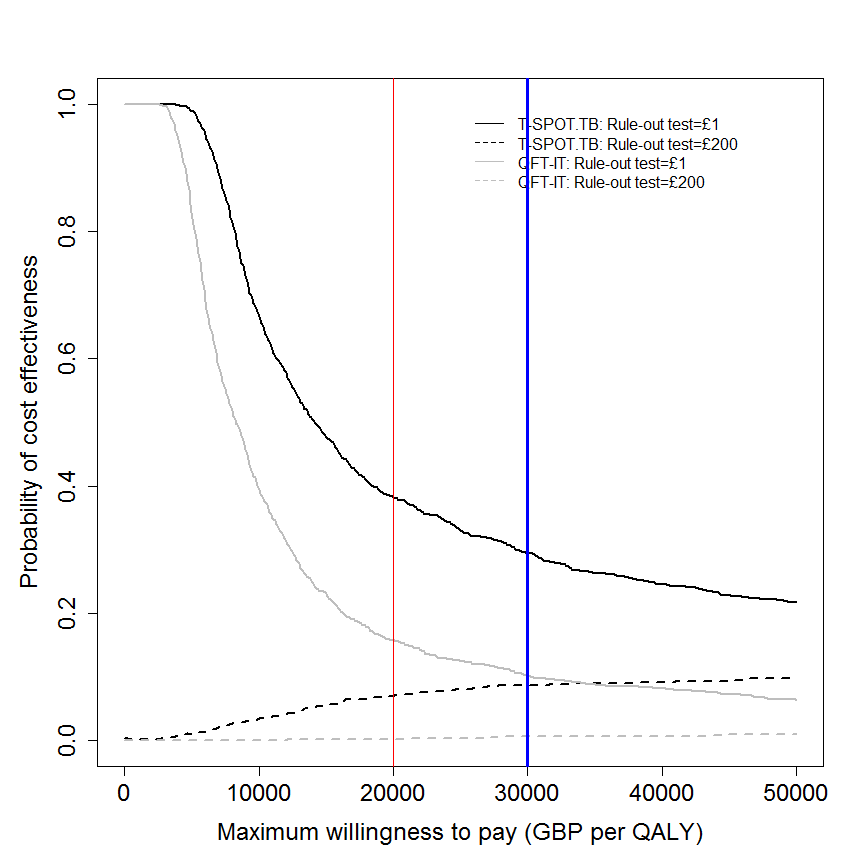 T-SPOT.TB: Rule-out test=£1
T-SPOT.TB: Rule-out test=£200
QFT-IT: Rule-out test=£1
QFT-IT: Rule-out test=£200
Probability of cost effectiveness
1.0
0.8
0.6
0.4
0.2
0.0
0 10000 20000 30000 40000 50000
Maximum willingness to pay (GBP per QALY)